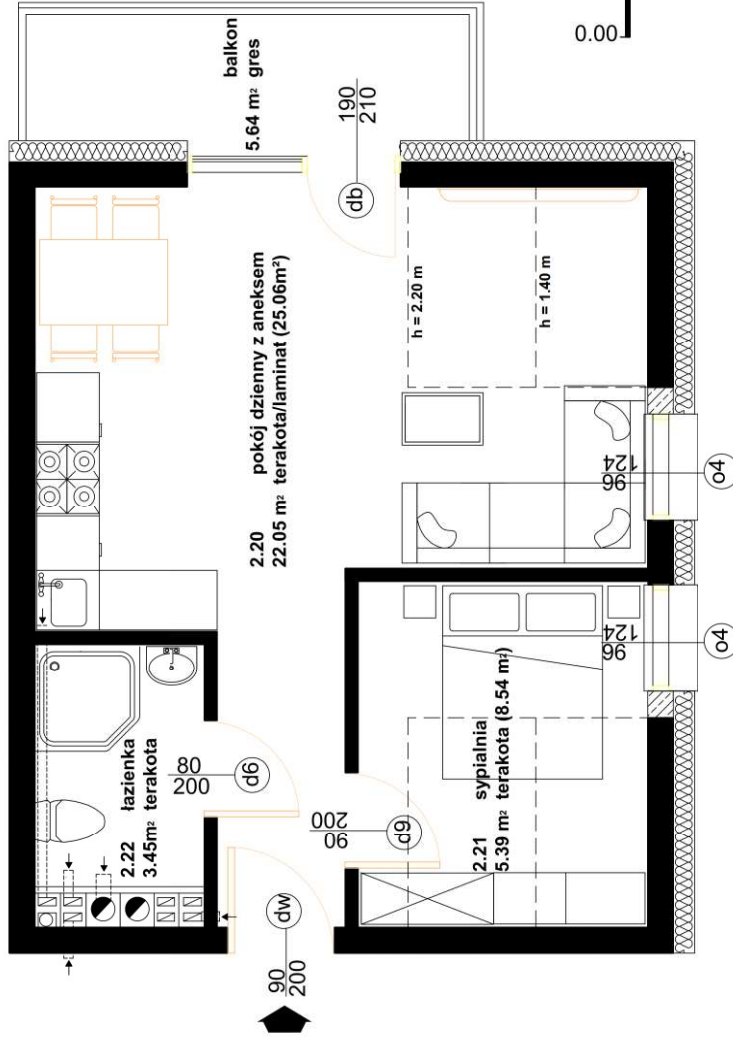 0.00
balkon
5.64 m² gres
190
210
db
2.20 pokój dzienny z aneksem
22.05 m² terakota/laminat (25.06m²)
h = 2.20 m
h = 1.40 m
96
124
o4
96
124
o4
2.22 łazienka
3.45m² terakota
80
200
d6
90
200
d9
2.21 sypialnia
5.39 m² terakota (8.54 m²)
dw
90
200